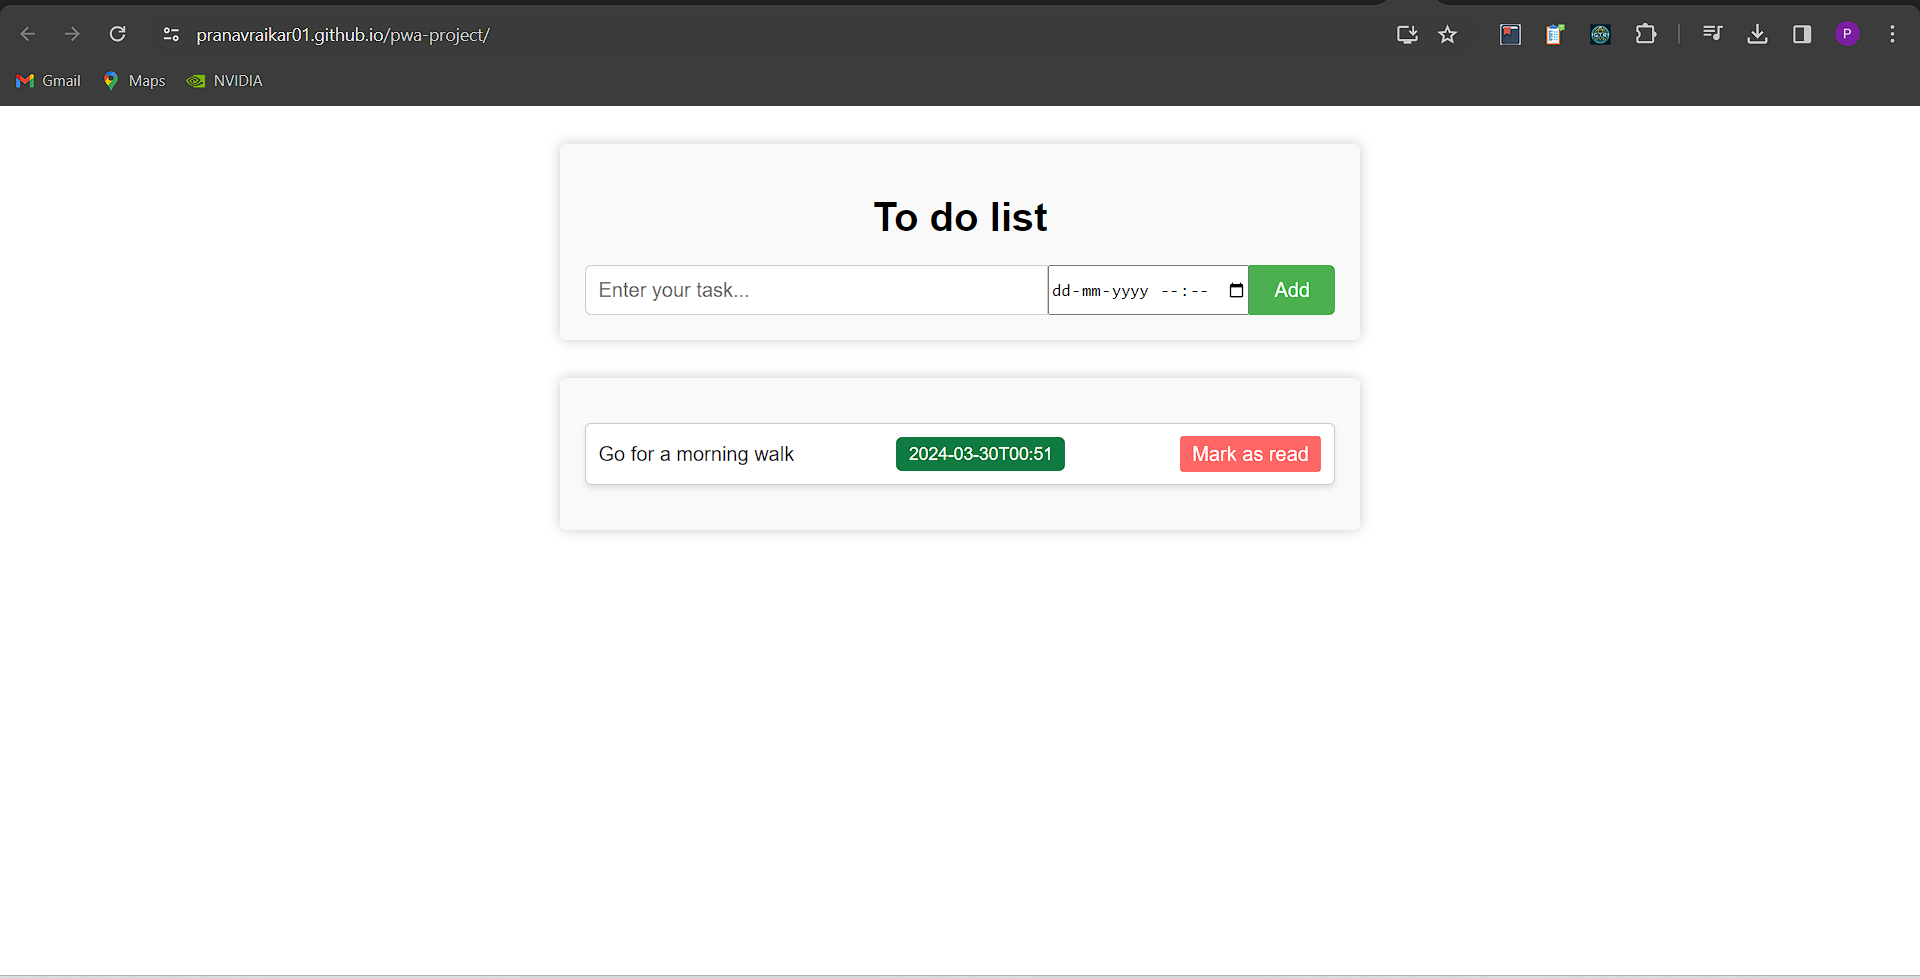 pranavraikar01.github.io/pwa-project/
P
Gmail Maps NVIDIA
To do list
Enter your task... dd-mm-yyyy --:-- Add
Go for a morning walk 2024-03-30T00:51 Mark as read